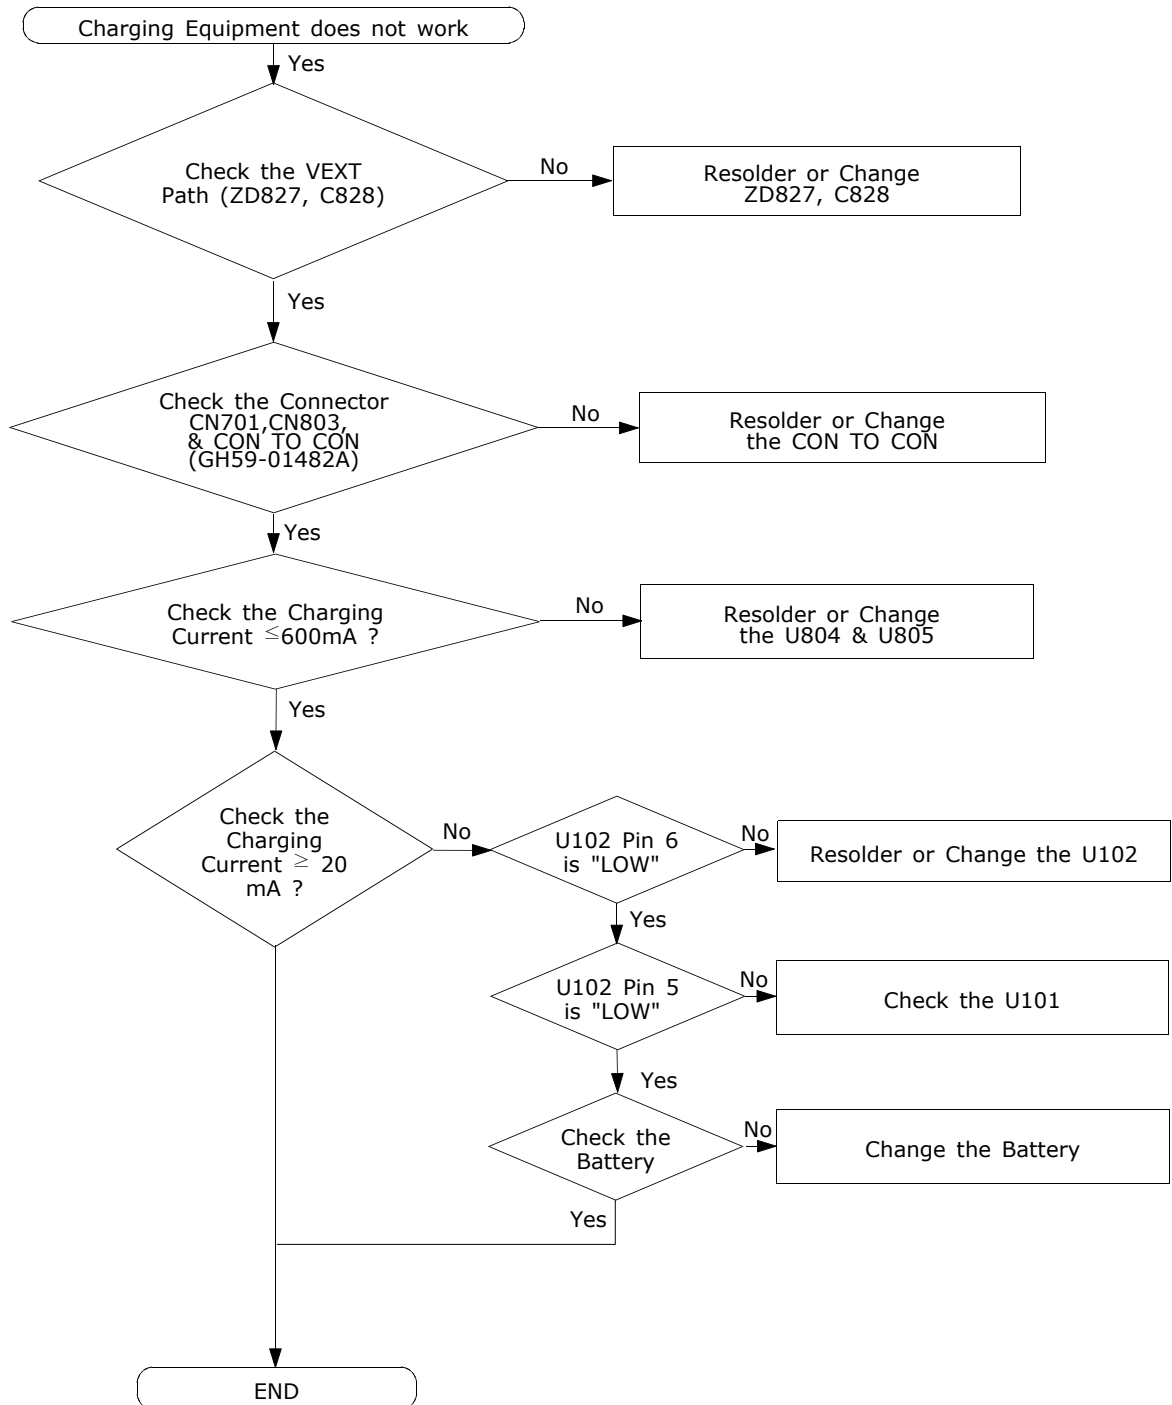 Charging Equipment does not work
Yes
Check the VEXT
Path (ZD827, C828)
No
Resolder or Change
ZD827, C828
Yes
Check the Connector
CN701,CN803,
& CON TO CON
(GH59-01482A)
No
Resolder or Change
the CON TO CON
Yes
Check the Charging
Current ≤600mA ?
No
Resolder or Change
the U804 & U805
Yes
Check the
Charging
Current ≥ 20
mA ?
No
U102 Pin 6
is "LOW"
No
Resolder or Change the U102
Yes
U102 Pin 5
is "LOW"
No
Check the U101
Yes
Check the
Battery
No
Change the Battery
Yes
END